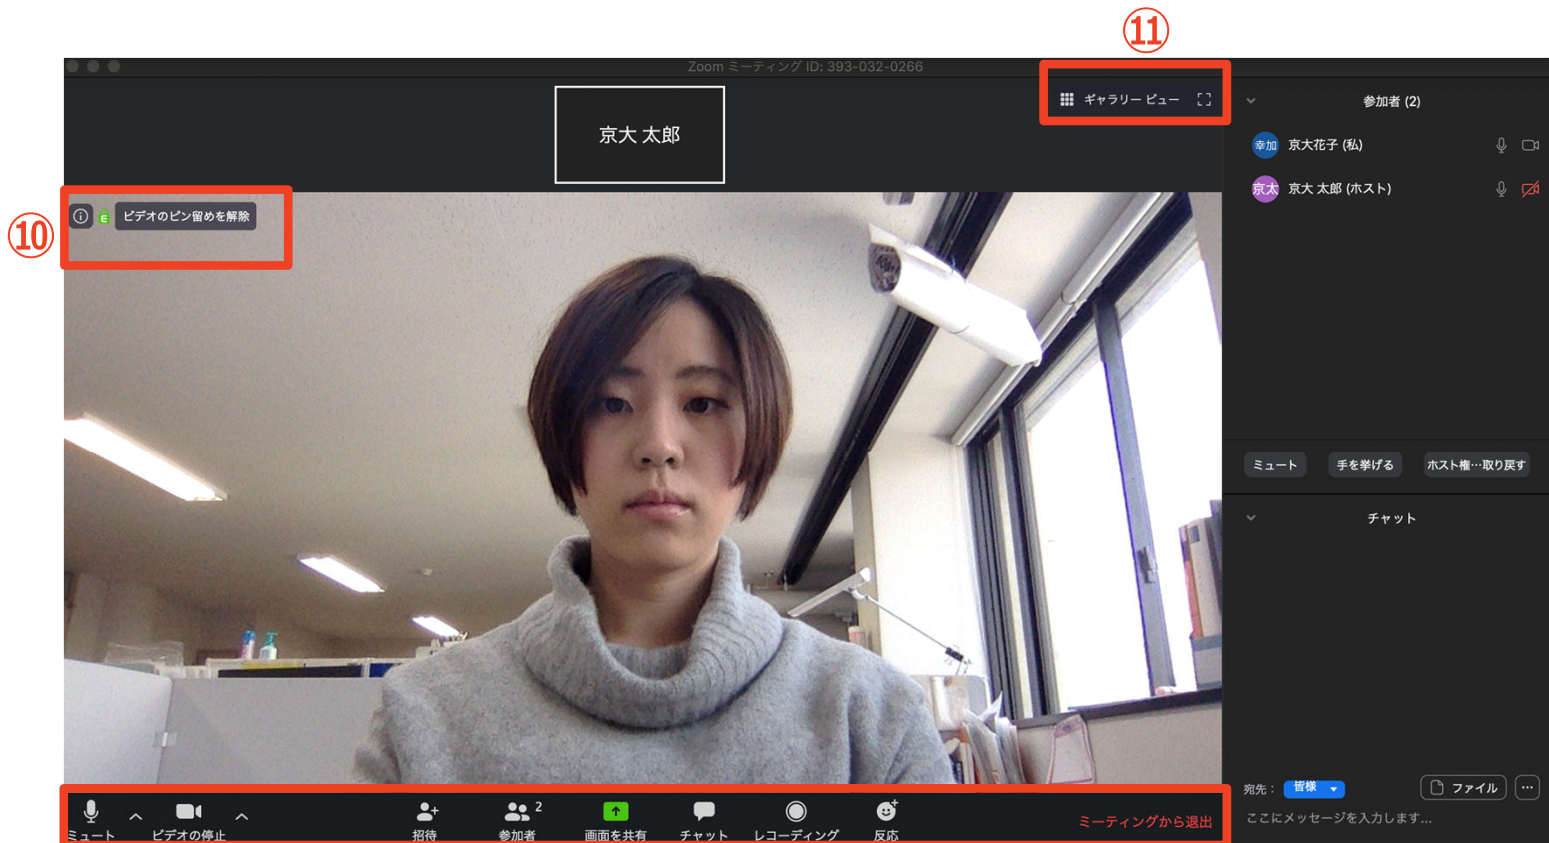 ⑪
Zoom ミーティング ID: 393-032-0266
ギャラリー ビュー
参加者 (2)
京大 太郎
幸加 京大花子 (私)
京太 京大 太郎 (ホスト)
⑩
ビデオのピン留めを解除
ミュート 手を挙げる ホスト権…取り戻す
チャット
宛先： 皆様 ファイル
ここにメッセージを入力します...
2
ミュート ビデオの停止 招待 参加者 画面を共有 チャット レコーディング 反応 ミーティングから退出